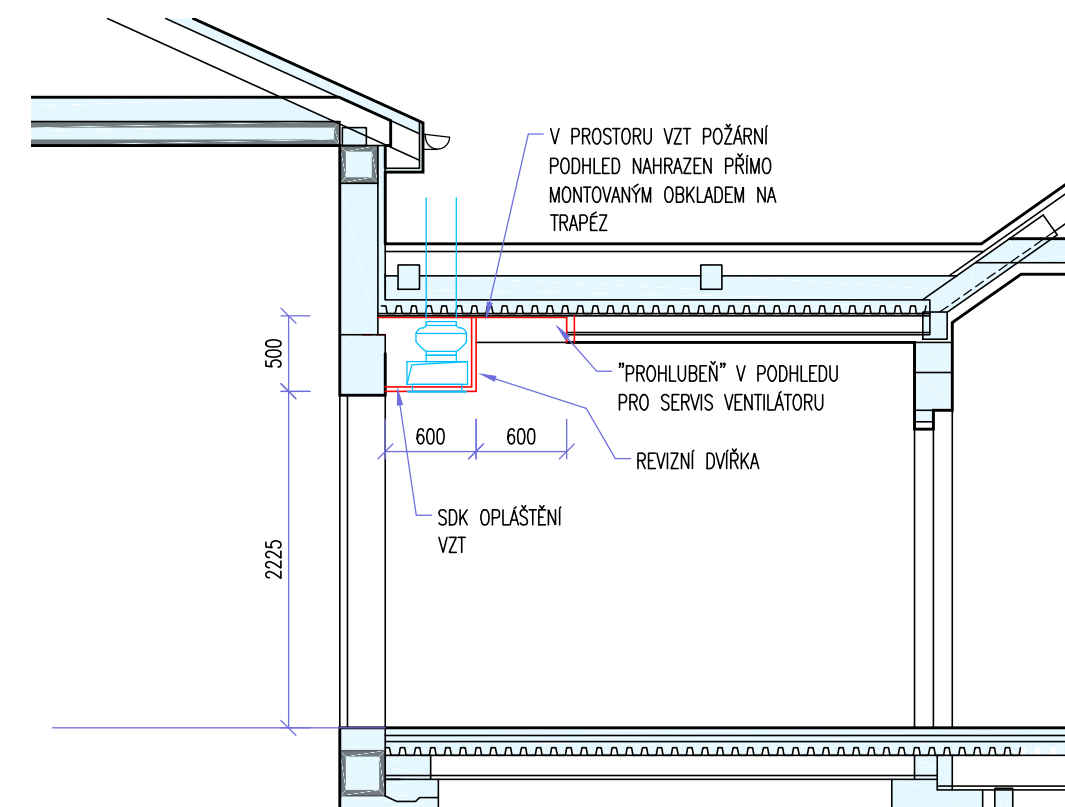 V PROSTORU VZT POŽÁRNÍ
PODHLED NAHRAZEN PŘÍMO
MONTOVANÝM OBKLADEM NA
TRAPÉZ
500
"PROHLUBEŇ" V PODHLEDU
PRO SERVIS VENTILÁTORU
600
600
REVIZNÍ DVÍŘKA
SDK OPLÁŠTĚNÍ
VZT
2225